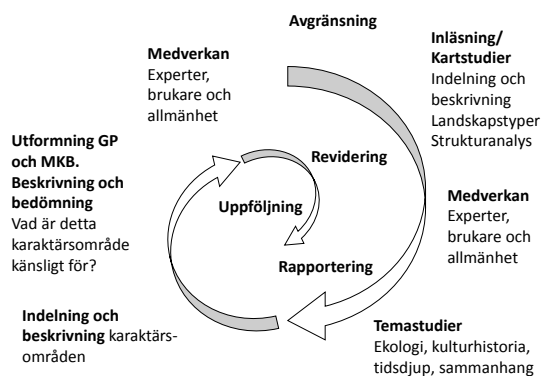 Avgränsning
Inläsning/
Kartstudier
Indelning och
beskrivning
Landskapstyper
Strukturanalys
Medverkan
Experter,
brukare och
allmänhet
Temastudier
Ekologi, kulturhistoria,
tidsdjup, sammanhang
Indelning och
beskrivning karaktärs-
områden
Utformning GP
och MKB.
Beskrivning och
bedömning
Vad är detta
karaktärsområde
känsligt för?
Medverkan
Experter,
brukare och
allmänhet
Revidering
Uppföljning
Rapportering